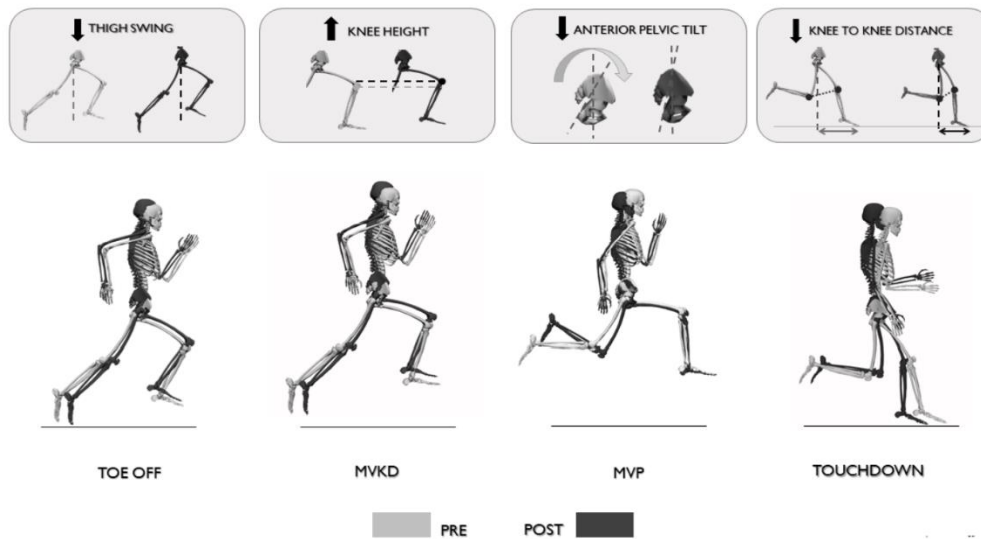 THIGH SWING
KNEE HEIGHT
ANTERIOR PELVIC TILT
KNEE TO KNEE DISTANCE
TOE OFF
MVKD
MVP
TOUCHDOWN
PRE
POST